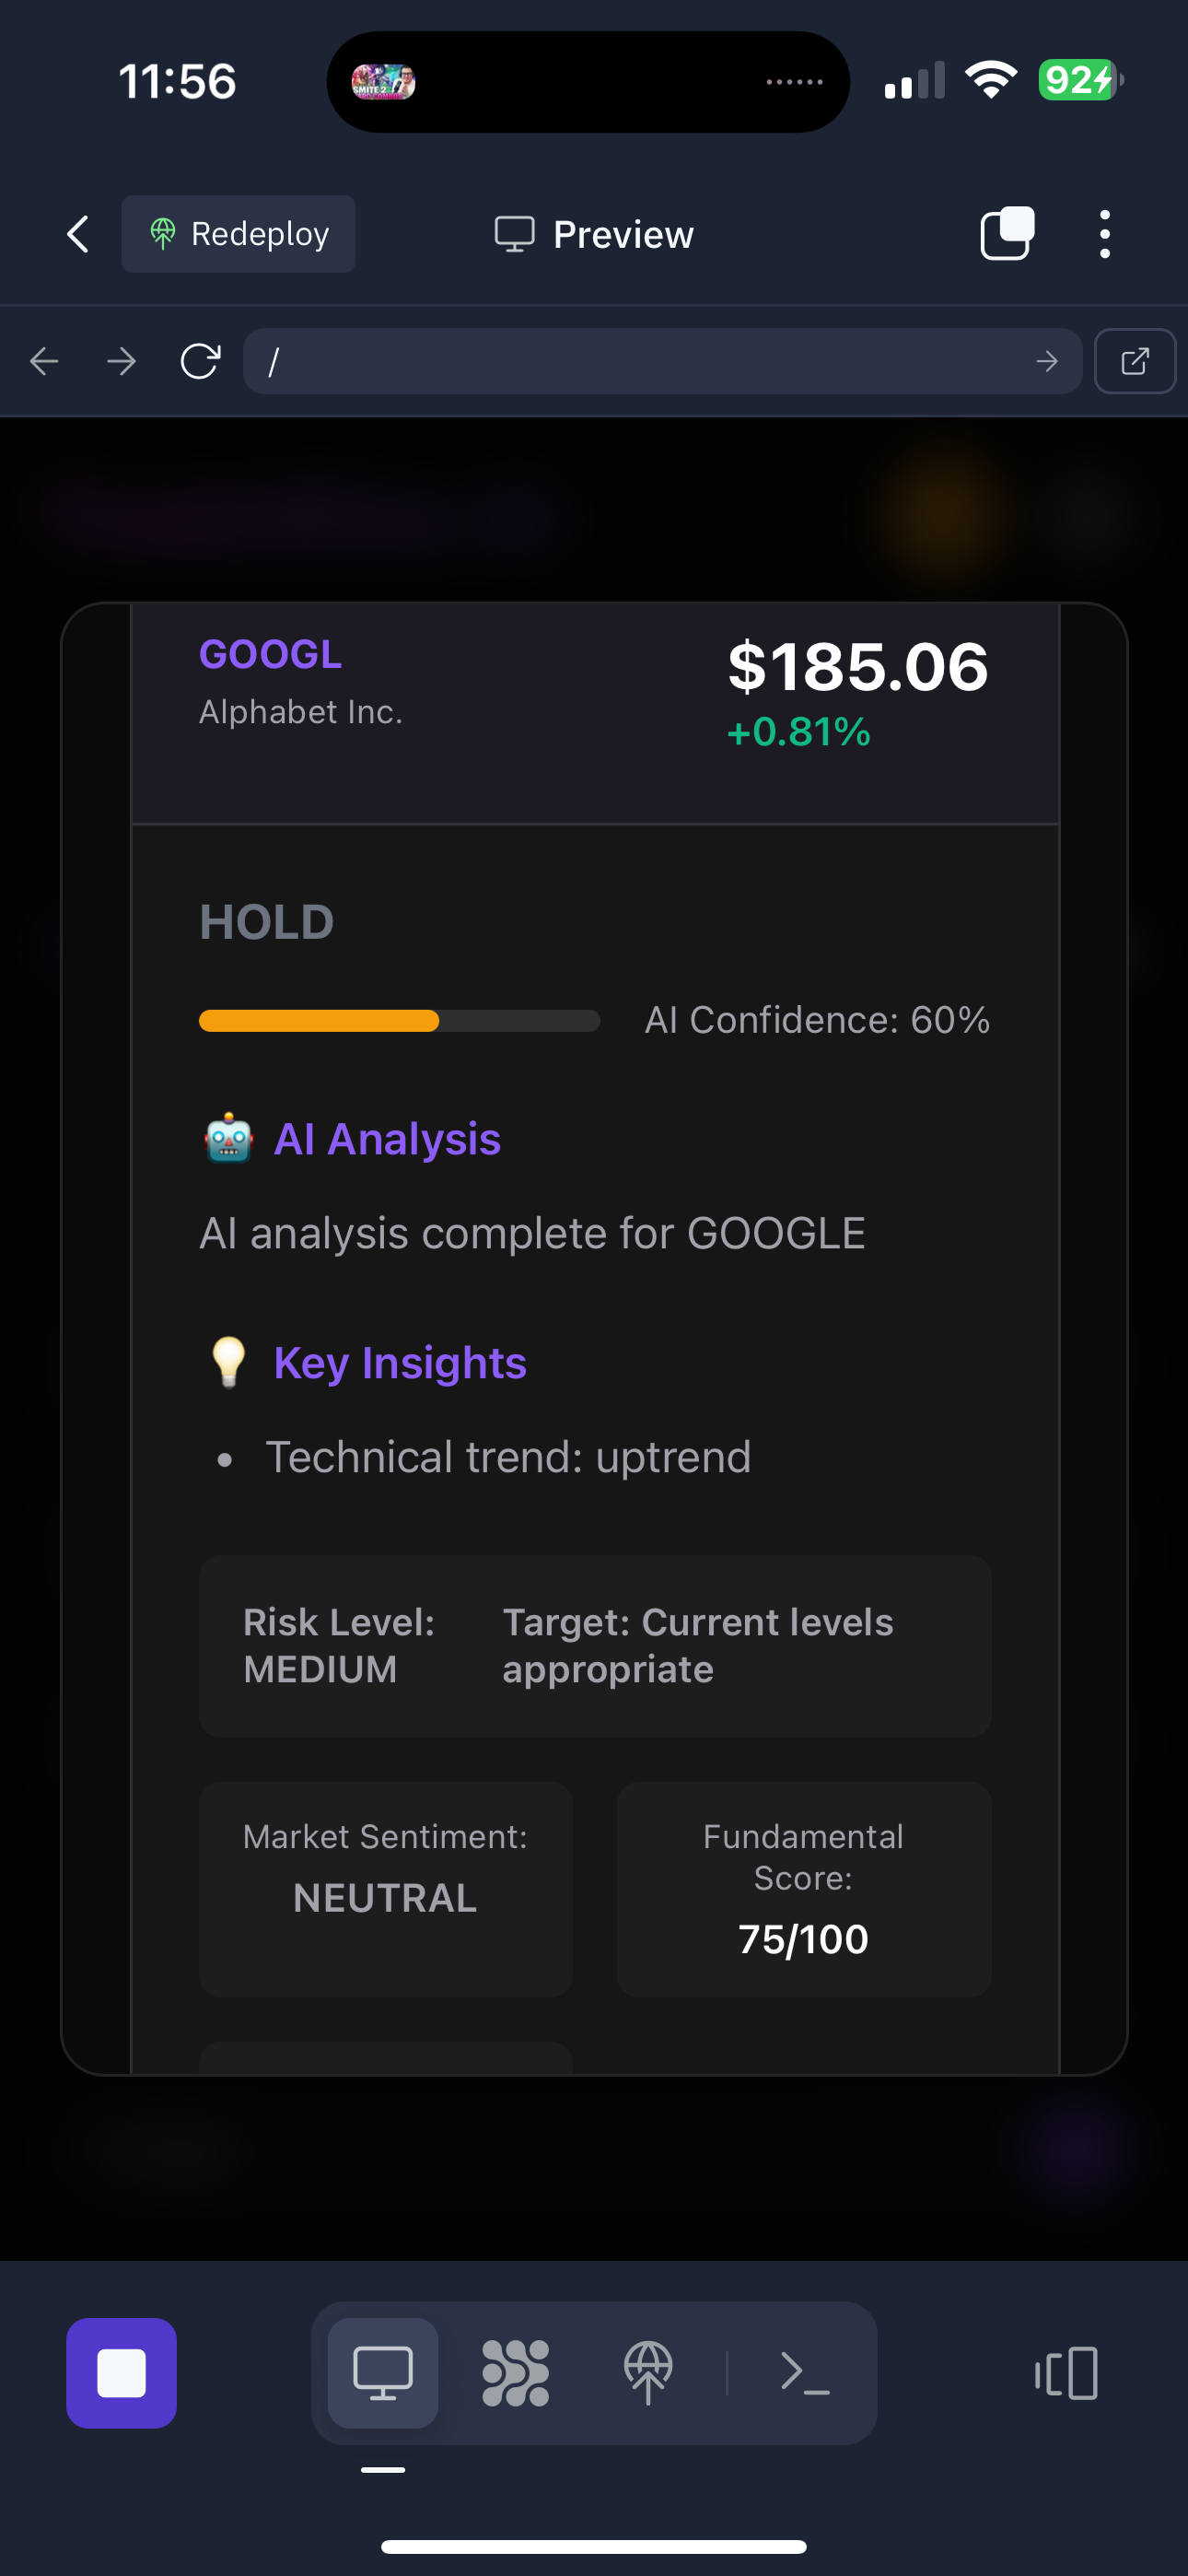 11:56
SMITE 2
92
Redeploy
Preview
/
GOOGL
$185.06
Alphabet Inc.
+0.81%
HOLD
AI Confidence: 60%
🤖 AI Analysis
AI analysis complete for GOOGLE
💡 Key Insights
• Technical trend: uptrend
Risk Level:
MEDIUM
Target: Current levels
appropriate
Market Sentiment:
NEUTRAL
Fundamental
Score:
75/100